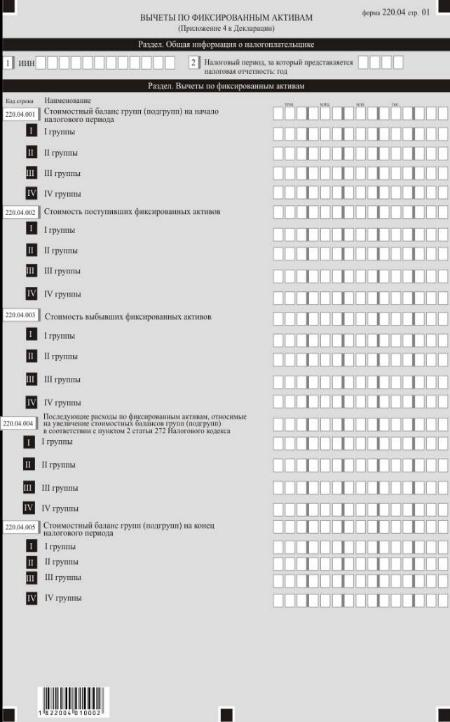 форма 220.04 стр. 01
ВЫЧЕТЫ ПО ФИКСИРОВАННЫМ АКТИВАМ
(Приложение 4 к Декларации)
Раздел. Общая информация о налогоплательщике
1 ИИН 2 Налоговый период, за который представляется
налоговая отчетность: год
Раздел. Вычеты по фиксированным активам
Код строки Наименование
220.04.001 Стоимостный баланс групп (подгрупп) на начало
налогового периода
I I группы
II II группы
III III группы
IV IV группы
220.04.002 Стоимость поступивших фиксированных активов
I I группы
II II группы
III III группы
IV IV группы
220.04.003 Стоимость выбывших фиксированных активов
I I группы
II II группы
III III группы
IV IV группы
220.04.004 Последующие расходы по фиксированным активам, относимые
на увеличение стоимостных балансов групп (подгрупп)
в соответствии с пунктом 2 статьи 272 Налогового кодекса
I I группы
II II группы
III III группы
IV IV группы
220.04.005 Стоимостный баланс групп (подгрупп) на конец
налогового периода
I I группы
II II группы
III III группы
IV IV группы
1 822004 010002